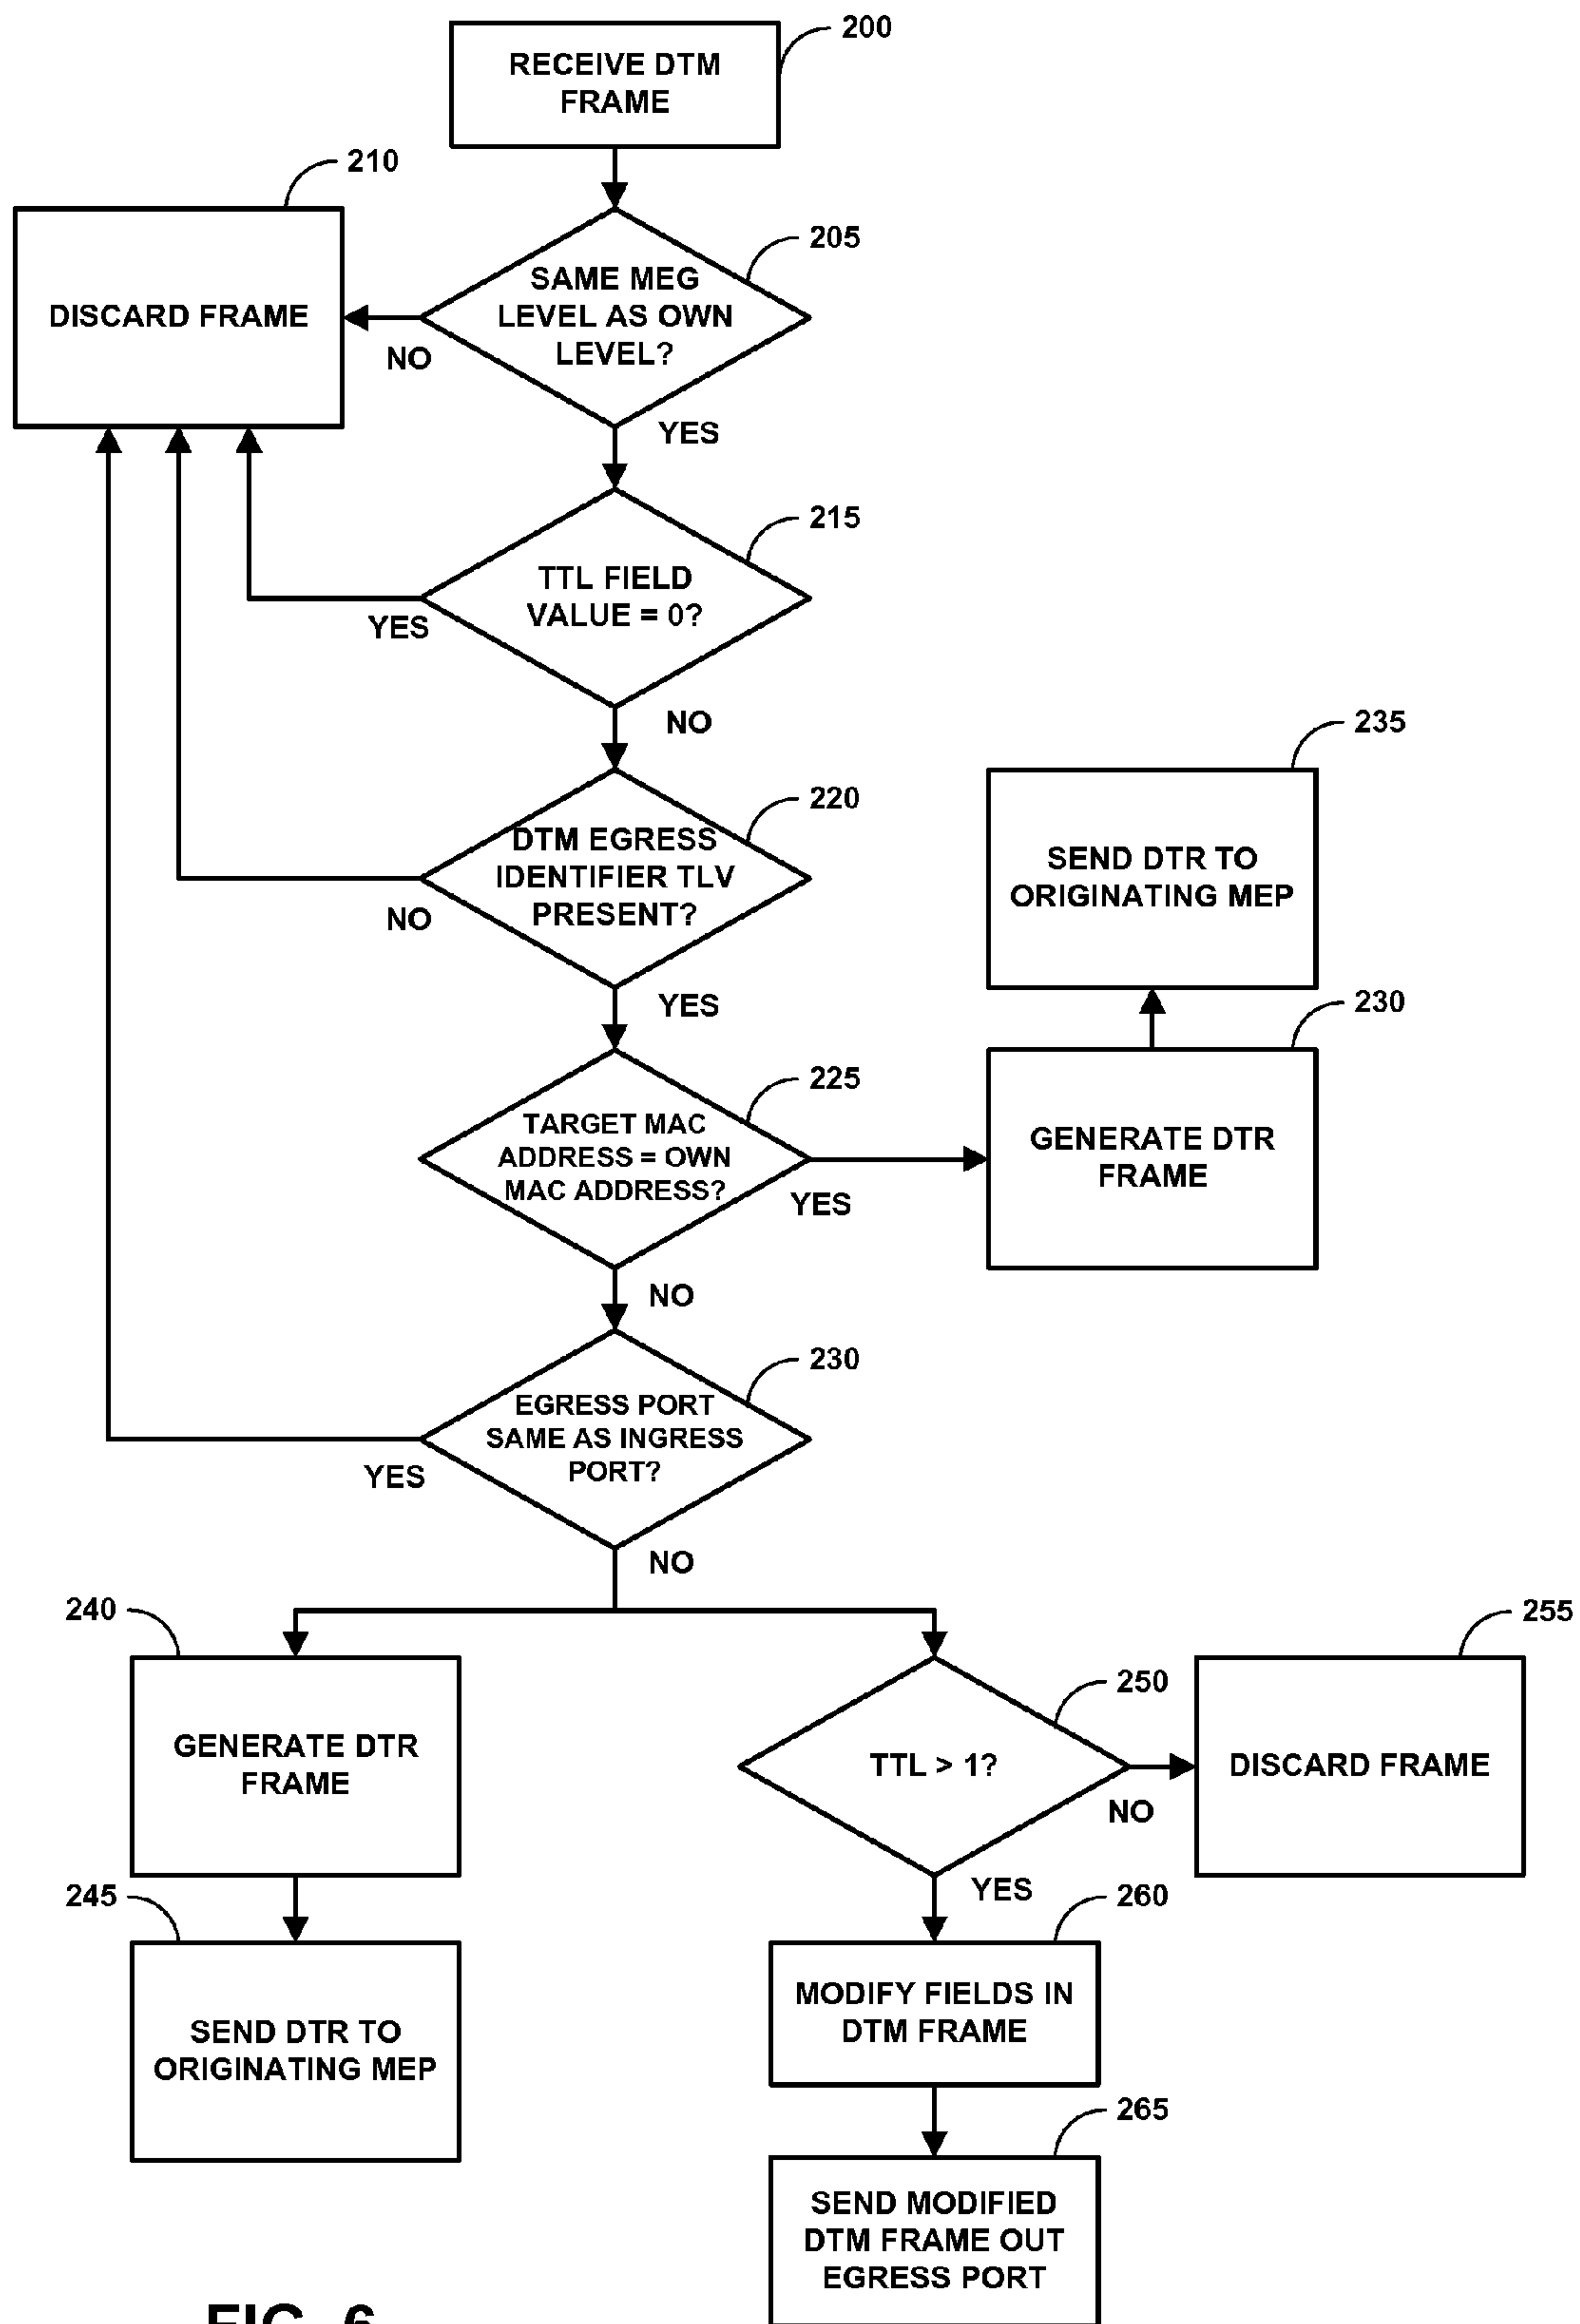 200
RECEIVE DTM
FRAME
210
205
DISCARD FRAME
SAME MEG
LEVEL AS OWN
LEVEL?
NO
YES
215
TTL FIELD
VALUE = 0?
YES
NO
220
DTM EGRESS
IDENTIFIER TLV
PRESENT?
NO
YES
235
SEND DTR TO
ORIGINATING MEP
225
TARGET MAC
ADDRESS = OWN
MAC ADDRESS?
YES
NO
230
GENERATE DTR
FRAME
230
EGRESS PORT
SAME AS INGRESS
PORT?
YES
NO
240
GENERATE DTR
FRAME
245
SEND DTR TO
ORIGINATING MEP
250
TTL > 1?
NO
YES
255
DISCARD FRAME
260
MODIFY FIELDS IN
DTM FRAME
265
SEND MODIFIED
DTM FRAME OUT
EGRESS PORT
FIG. 6